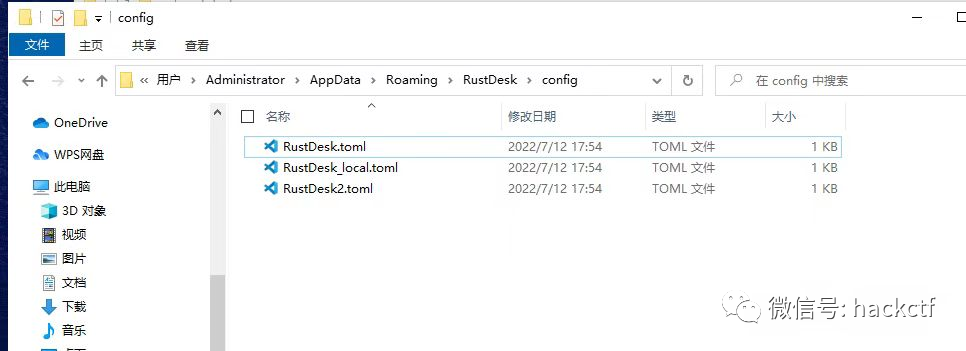 config
文件 主页 共享 查看
« 用户 › Administrator › AppData › Roaming › RustDesk › config
在 config 中搜索
OneDrive
WPS网盘
此电脑
3D 对象
视频
图片
文档
下载
音乐
名称 修改日期 类型 大小
RustDesk.toml 2022/7/12 17:54 TOML 文件 1 KB
RustDesk_local.toml 2022/7/12 17:54 TOML 文件 1 KB
RustDesk2.toml 2022/7/12 17:54 TOML 文件 1 KB
微信号: hackctf